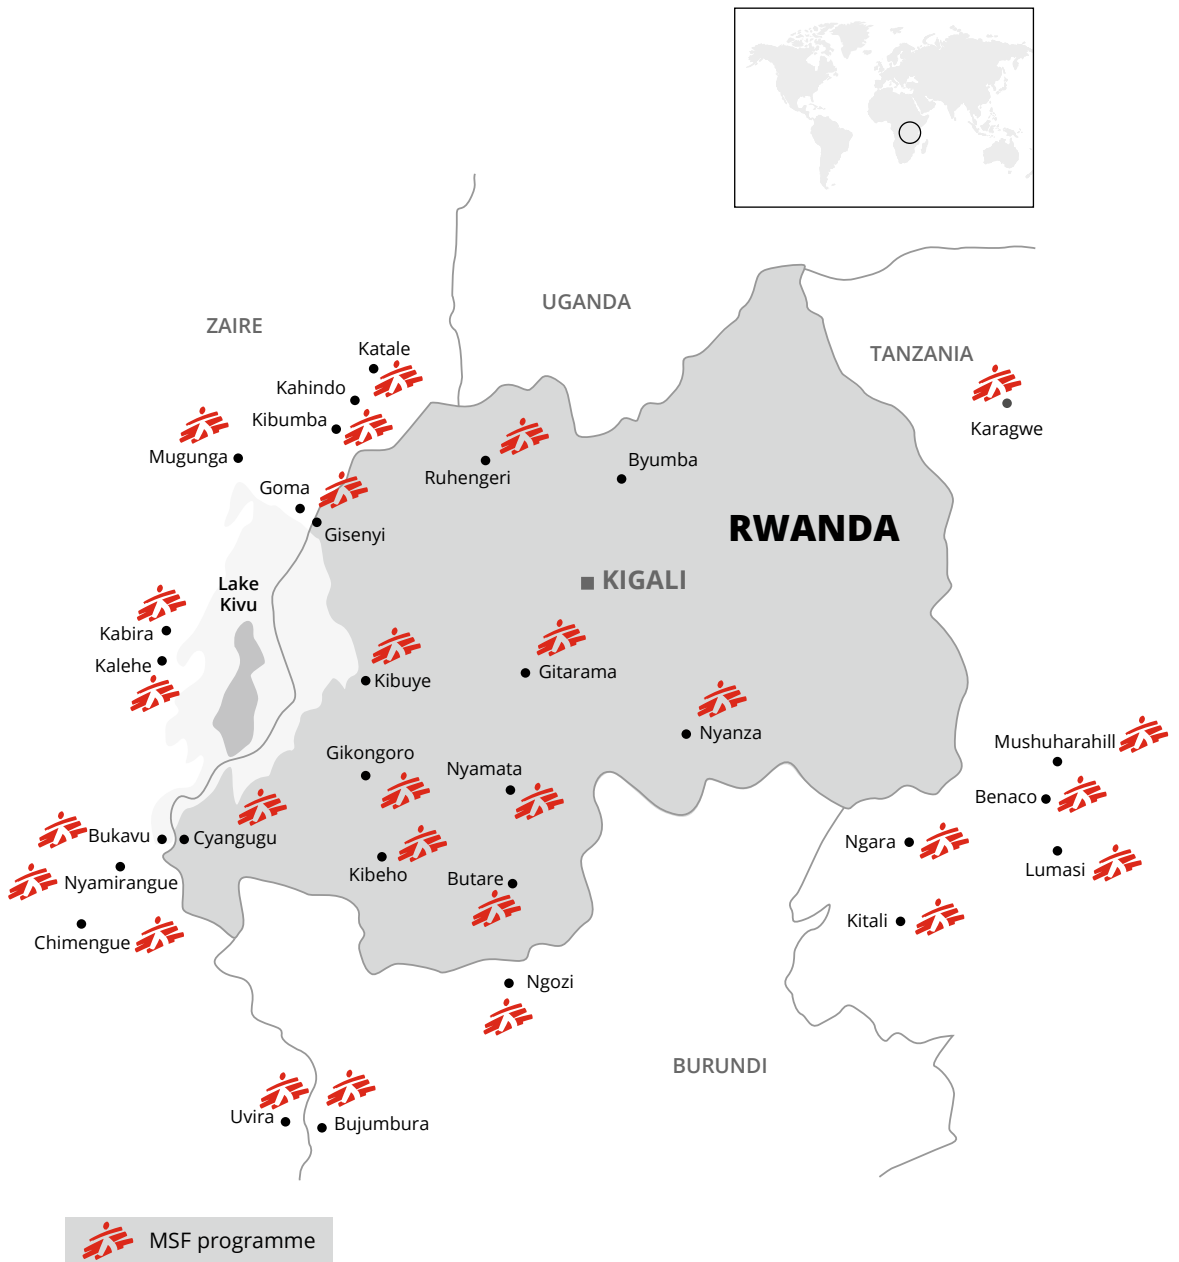 UGANDA
ZAIRE
TANZANIA
Katale
Kahindo
Kibumba
Karagwe
Mugunga
Ruhengeri
Byumba
Goma
Gisenyi
RWANDA
KIGALI
Lake
Kivu
Kabira
Kalehe
Kibuye
Gitarama
Nyanza
Mushuharahill
Gikongoro
Nyamata
Benaco
Bukavu
Cyangugu
Ngara
Kibeho
Butare
Lumasi
Nyamirangue
Kitali
Chimengue
Ngozi
BURUNDI
Uvira
Bujumbura
MSF programme